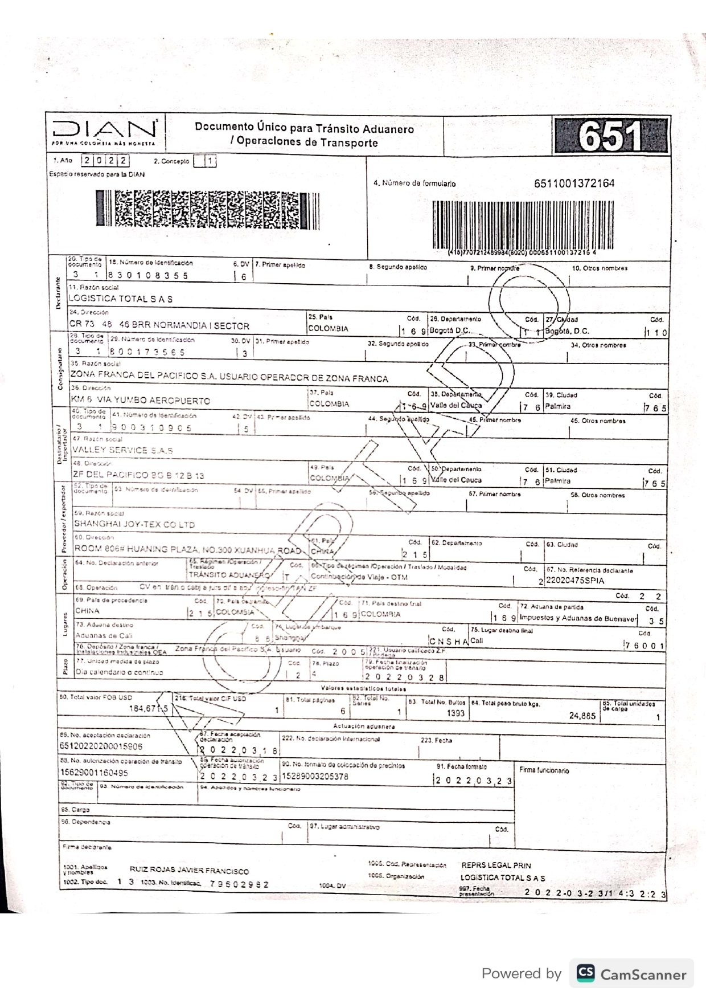 DIAN
POR UNA COLOMBIA MÁS HONESTA
Documento Único para Tránsito Aduanero
/ Operaciones de Transporte
651
1. Año 2 0 2 2 2. Concepto 1
Espacio reservado para la DIAN
4. Número de formulario 6511001372164
(415)7707212489984(8020) 000651100137216 4
Declarante
20. Tipo de documento 18. Número de Identificación 6. DV 7. Primer apellido 8. Segundo apellido 9. Primer nombre 10. Otros nombres
3 1 8 3 0 1 0 8 3 5 5 6
11. Razón social
LOGISTICA TOTAL S A S
24. Dirección 25. País Cód. 26. Departamento Cód. 27. Ciudad Cód.
CR 73 48 46 BRR NORMANDIA I SECTOR COLOMBIA 1 6 9 Bogotá D.C. 1 1 Bogotá, D.C. 1 1 0
Consignatario
28. Tipo de documento 29. Número de Identificación 30. DV 31. Primer apellido 32. Segundo apellido 33. Primer nombre 34. Otros nombres
3 1 8 0 0 1 7 3 5 6 5 3
35 Razón social
ZONA FRANCA DEL PACIFICO S.A. USUARIO OPERADOR DE ZONA FRANCA
36. Dirección 37. País Cód. 38. Departamento Cód. 39. Ciudad Cód.
KM 6 VIA YUMBO AEROPUERTO COLOMBIA 1 6 9 Valle del Cauca 7 6 Palmira 7 6 5
Destinatario / Importador
40. Tipo de documento 41. Número de Identificación 42. DV 43. Primer apellido 44. Segundo apellido 45. Primer nombre 46. Otros nombres
3 1 9 0 0 3 1 0 9 0 5 5
47. Razón social
VALLEY SERVICE S.A.S
48. Dirección 49. País Cód. 50. Departamento Cód. 51. Ciudad Cód.
ZF DEL PACIFICO BG B 12 B 13 COLOMBIA 1 6 9 Valle del Cauca 7 6 Palmira 7 6 5
Proveedor / exportador
52. Tipo de documento 53. Número de identificación 54. DV 55. Primer apellido 56. Segundo apellido 57. Primer nombre 58. Otros nombres
59. Razón social
SHANGHAI JOY-TEX CO LTD
60. Dirección 61. País Cód. 62. Departamento Cód. 63. Ciudad Cód.
ROOM 806# HUANING PLAZA, NO.300 XUANHUA ROAD CHINA 2 1 5
Operación
64. No. Declaración anterior 65. Régimen /Operación / Traslado Cód. 66. Tipo de régimen /Operación / Traslado / Modalidad Cód. 67. No. Referencia declarante
TRÁNSITO ADUANERO T Continuación de Viaje - OTM 2 22020475SPIA
68. Operación Cód. 2 2
Lugares
69. País de procedencia Cód. 70. País de trámite Cód. 71. País destino final Cód. 72. Aduana de partida Cód.
CHINA 2 1 5 COLOMBIA 1 6 9 COLOMBIA 1 6 9 Impuestos y Aduanas de Buenaver 3 5
73. Aduana destino Cód. 74. Lugar de embarque Cód. 75. Lugar destino final Cód.
Aduanas de Cali 8 8 Shanghai C N S H A Cali 7 6 0 0 1
76. Depósito / Zona franca / Instalaciones Industriales OEA Zona Franca del Pacífico S.A. Usuario Cód. 2 0 0 5 221. Usuario calificado Z.F.
Plazo
77. Unidad medida de plazo Cód. 78. Plazo 79. Fecha finalización operación de tránsito
Día calendario o continuo 2 4 2 0 2 2 0 3 2 8
Valores estadísticos totales
80. Total valor FOB USD 216. Total valor CIF USD 81. Total páginas 82. Total No. Series 83. Total No. Bultos 84. Total peso bruto kgs. 85. Total unidades de carga
184,671.5 1 6 1 1393 24,885 1
Actuación aduanera
86. No. aceptación declaración 87. Fecha aceptación declaración 222. No. declaración Internacional 223. Fecha
65120220200015906 2 0 2 2 0 3 1 8
88. No. autorización operación de tránsito 89. Fecha autorización operación de tránsito 90. No. formato de colocación de precintos 91. Fecha formato Firma funcionario
15629001160495 2 0 2 2 0 3 2 3 15289003205378 2 0 2 2 0 3 2 3
92. Tipo de documento 93. Número de identificación 94. Apellidos y nombres funcionario
95. Cargo
96. Dependencia Cód. 97. Lugar administrativo Cód.
Firma declarante
1001. Apellidos y nombres RUIZ ROJAS JAVIER FRANCISCO 1005. Cód. Representación REPRS LEGAL PRIN
1002. Tipo doc. 1 3 1003. No. Identificac. 7 9 5 0 2 9 8 2 1004. DV 1006. Organización LOGISTICA TOTAL S A S
997. Fecha presentación 2 0 2 2 - 0 3 - 2 3 / 1 4 : 3 2 : 2 3
ACEPTADO
Powered by CS CamScanner